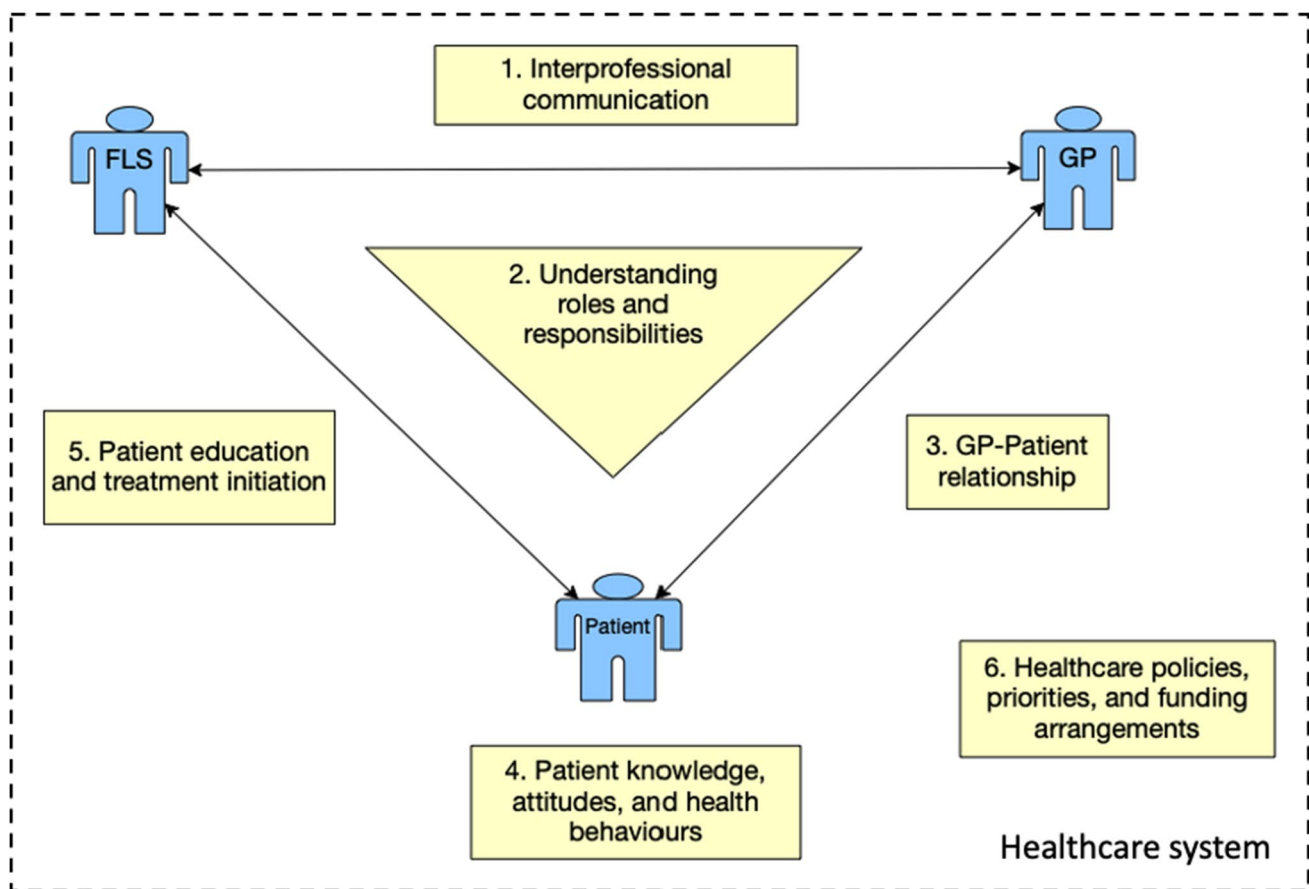 1. Interprofessional
communication
FLS
GP
2. Understanding
roles and
responsibilities
5. Patient education
and treatment initiation
3. GP-Patient
relationship
Patient
6. Healthcare policies,
priorities, and funding
arrangements
4. Patient knowledge,
attitudes, and health
behaviours
Healthcare system